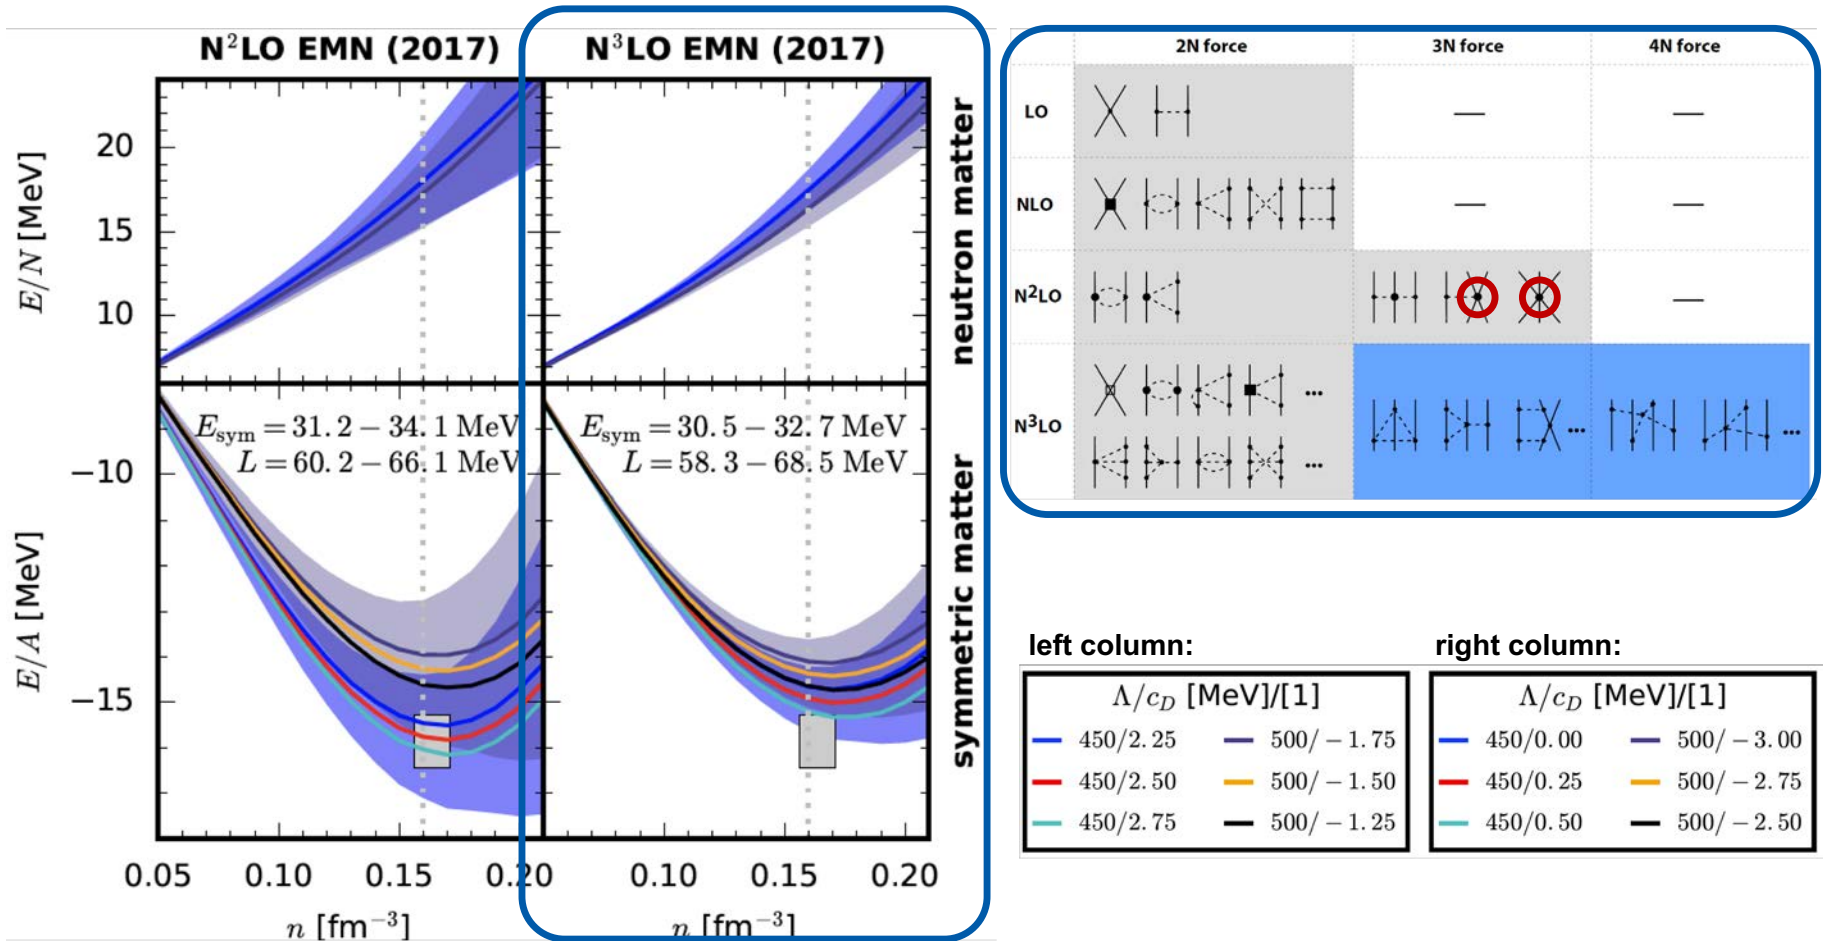 N²LO EMN (2017)
N³LO EMN (2017)
E/N [MeV]
20
15
10
neutron matter
E_sym = 31.2 − 34.1 MeV
L = 60.2 − 66.1 MeV
E_sym = 30.5 − 32.7 MeV
L = 58.3 − 68.5 MeV
E/A [MeV]
−10
−15
symmetric matter
0.05 0.10 0.15 0.20
0.10 0.15 0.20
n [fm⁻³]
n [fm⁻³]
2N force 3N force 4N force
LO — —
NLO — —
N²LO —
N³LO ... ... ...
...
left column:
Λ/c_D [MeV]/[1]
450/2.25 500/ − 1.75
450/2.50 500/ − 1.50
450/2.75 500/ − 1.25
right column:
Λ/c_D [MeV]/[1]
450/0.00 500/ − 3.00
450/0.25 500/ − 2.75
450/0.50 500/ − 2.50